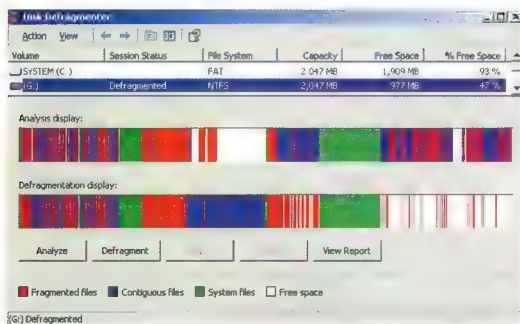 Disk Defragmenter
Action View
Volume Session Status File System Capacity Free Space % Free Space
SYSTEM (C ) FAT 2 047 MB 1,909 MB 93 %
(G:) Defragmented NTFS 2,047 MB 977 MB 47 %
Analysis display:
Defragmentation display:
Analyze Defragment View Report
Fragmented files Contiguous files System files Free space
(G:) Defragmented